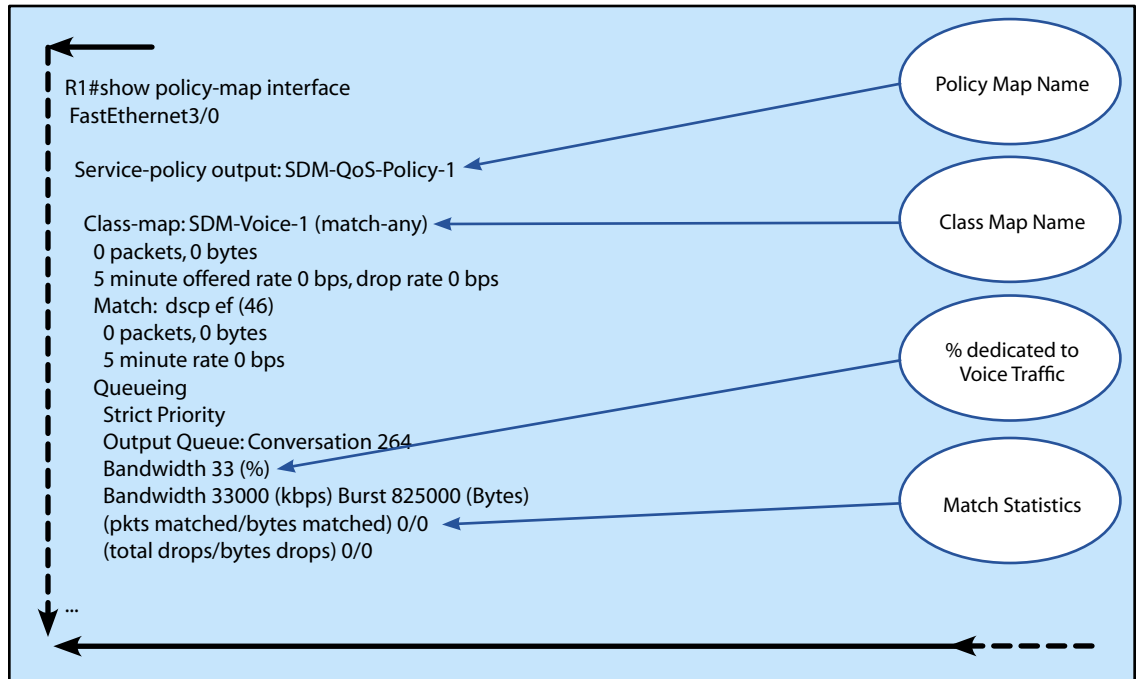 R1#show policy-map interface
FastEthernet3/0
Service-policy output: SDM-QoS-Policy-1
Class-map: SDM-Voice-1 (match-any)
0 packets, 0 bytes
5 minute offered rate 0 bps, drop rate 0 bps
Match: dscp ef (46)
0 packets, 0 bytes
5 minute rate 0 bps
Queueing
Strict Priority
Output Queue: Conversation 264
Bandwidth 33 (%)
Bandwidth 33000 (kbps) Burst 825000 (Bytes)
(pkts matched/bytes matched) 0/0
(total drops/bytes drops) 0/0
...
Policy Map Name
Class Map Name
% dedicated to
Voice Traffic
Match Statistics